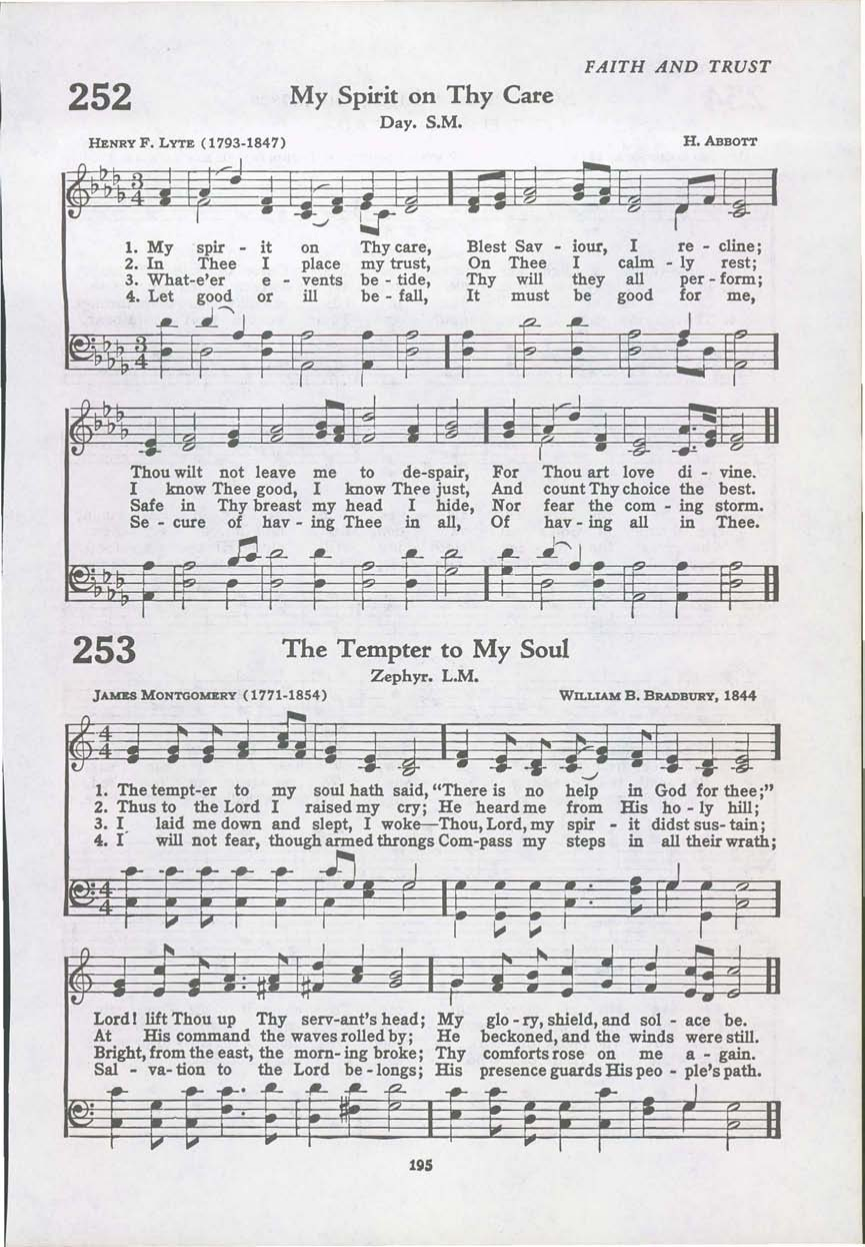 FAITH AND TRUST
252 My Spirit on Thy Care
Day. S.M.
HENRY F. LYTE (1793-1847) H. ABBOTT
3 4
1. My spir - it on Thy care, Blest Sav - iour, I re - cline;
2. In Thee I place my trust, On Thee I calm - ly rest;
3. What-e'er e - vents be - tide, Thy will they all per - form;
4. Let good or ill be - fall, It must be good for me,
3 4
Thou wilt not leave me to de-spair, For Thou art love di - vine.
I know Thee good, I know Thee just, And count Thy choice the best.
Safe in Thy breast my head I hide, Nor fear the com - ing storm.
Se - cure of hav - ing Thee in all, Of hav - ing all in Thee.
253 The Tempter to My Soul
Zephyr. L.M.
JAMES MONTGOMERY (1771-1854) WILLIAM B. BRADBURY, 1844
4 4
1. The tempt-er to my soul hath said, "There is no help in God for thee;"
2. Thus to the Lord I raised my cry; He heard me from His ho - ly hill;
3. I laid me down and slept, I woke—Thou, Lord, my spir - it didst sus - tain;
4. I will not fear, though armed throngs Com-pass my steps in all their wrath;
4 4
Lord! lift Thou up Thy serv-ant's head; My glo - ry, shield, and sol - ace be.
At His command the waves rolled by; He beckoned, and the winds were still.
Bright, from the east, the morn- ing broke; Thy comforts rose on me a - gain.
Sal - va- tion to the Lord be - longs; His presence guards His peo - ple's path.
195